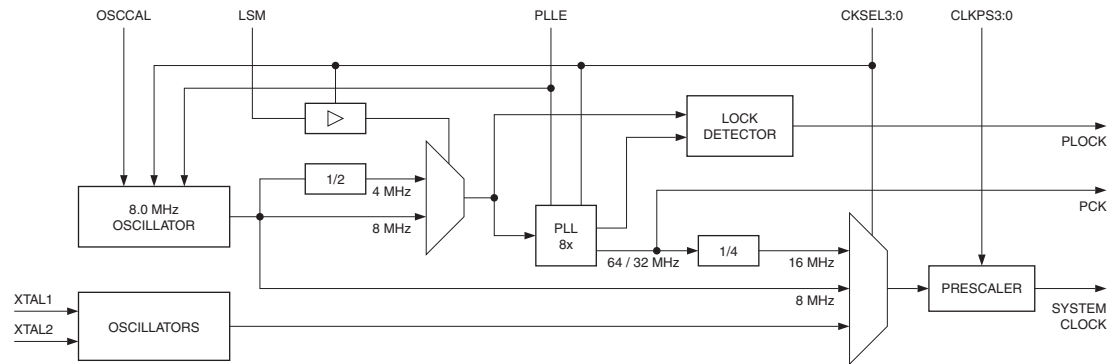 OSCCAL
LSM
PLLE
CKSEL3:0
CLKPS3:0
LOCK
DETECTOR
PLOCK
1/2
4 MHz
8.0 MHz
OSCILLATOR
8 MHz
PLL
8x
PCK
1/4
64 / 32 MHz
16 MHz
8 MHz
PRESCALER
SYSTEM
CLOCK
XTAL1
XTAL2
OSCILLATORS